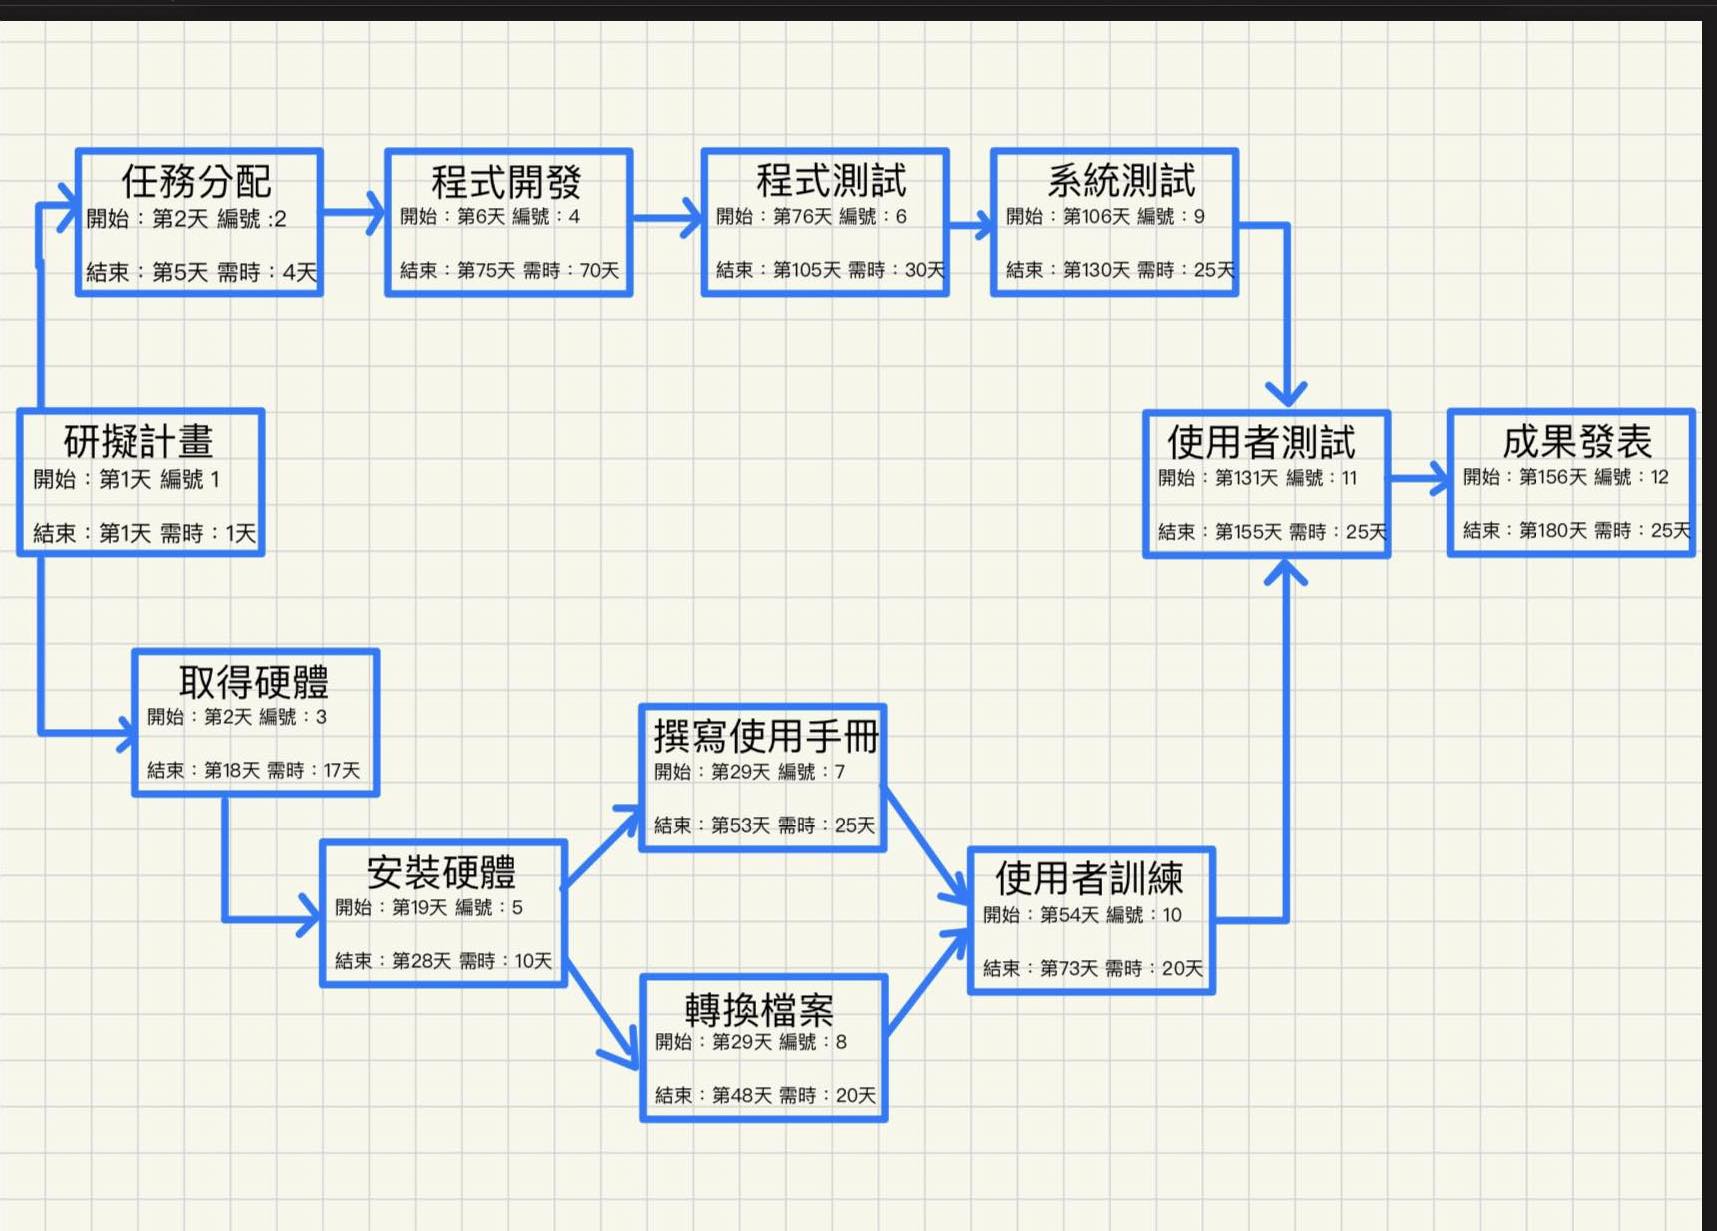 任務分配
開始：第2天 編號 :2
結束：第5天 需時：4天
程式開發
開始：第6天 編號：4
結束：第75天 需時：70天
程式測試
開始：第76天 編號：6
結束：第105天 需時：30天
系統測試
開始：第106天 編號：9
結束：第130天 需時：25天
研擬計畫
開始：第1天 編號 1
結束：第1天 需時：1天
使用者測試
開始：第131天 編號：11
結束：第155天 需時：25天
成果發表
開始：第156天 編號：12
結束：第180天 需時：25天
取得硬體
開始：第2天 編號：3
結束：第18天 需時：17天
安裝硬體
開始：第19天 編號：5
結束：第28天 需時：10天
撰寫使用手冊
開始：第29天 編號：7
結束：第53天 需時：25天
轉換檔案
開始：第29天 編號：8
結束：第48天 需時：20天
使用者訓練
開始：第54天 編號：10
結束：第73天 需時：20天